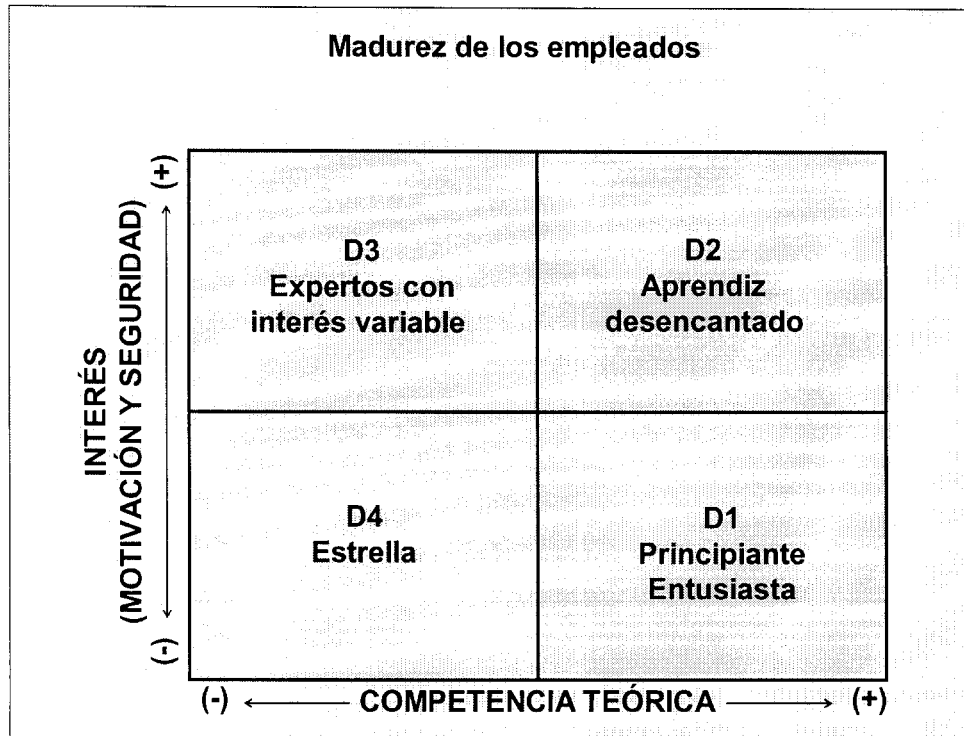 Madurez de los empleados
(+)
INTERÉS
(MOTIVACIÓN Y SEGURIDAD)
(-)
D3
Expertos con
interés variable
D2
Aprendiz
desencantado
D4
Estrella
D1
Principiante
Entusiasta
(-) COMPETENCIA TEÓRICA (+)